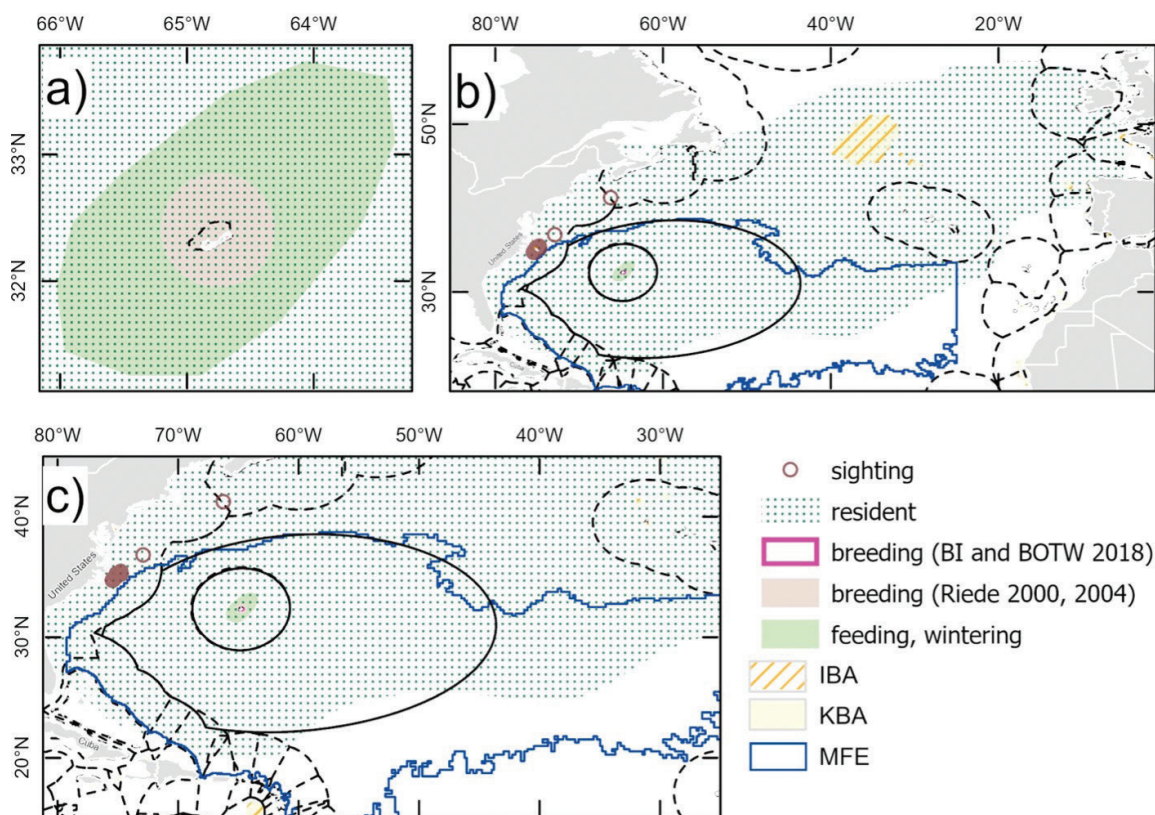 66°W 65°W 64°W
a)
33°N
32°N
80°W 60°W 40°W 20°W
b)
50°N
30°N
United States
80°W 70°W 60°W 50°W 40°W 30°W
c)
40°N
30°N
20°N
United States
Cuba
sighting
resident
breeding (BI and BOTW 2018)
breeding (Riede 2000, 2004)
feeding, wintering
IBA
KBA
MFE